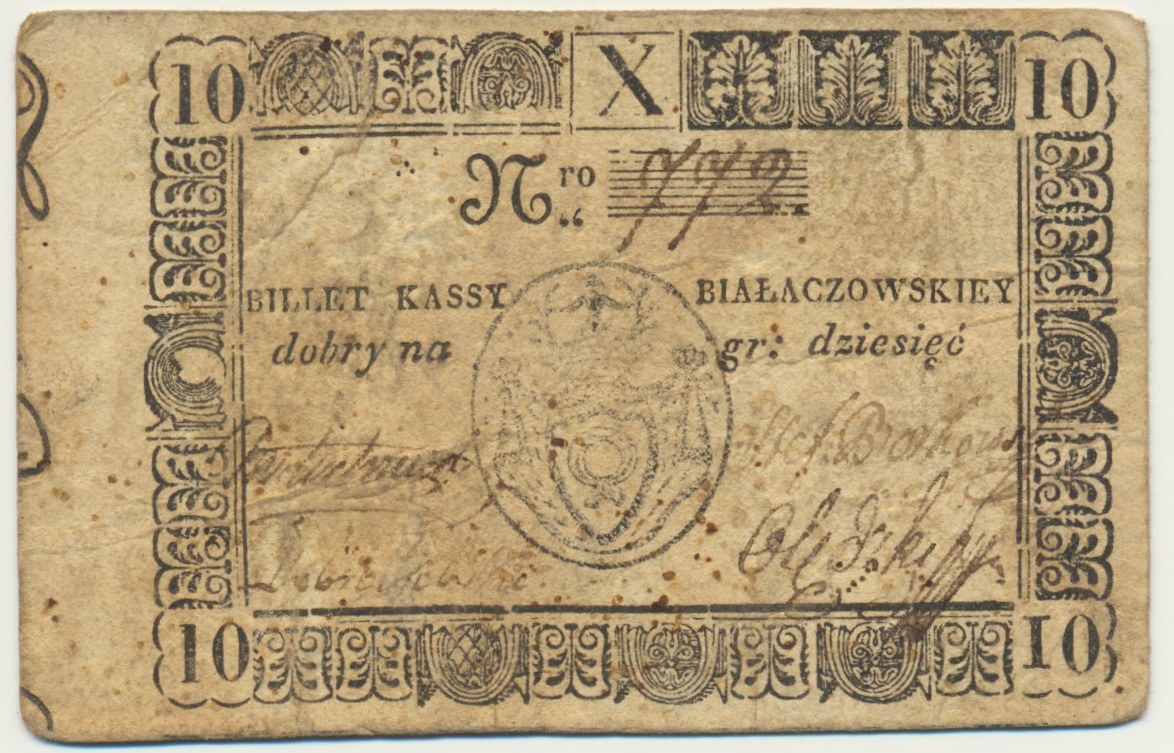 10 X 10
Nro 772
BILLET KASSY BIAŁACZOWSKIEY
dobry na gr: dziesięć
10 10